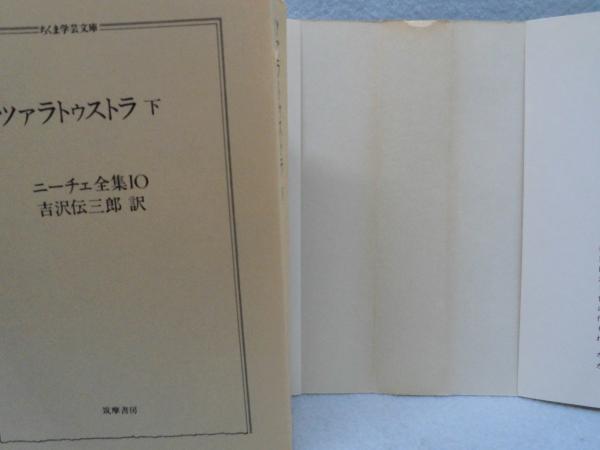 ちくま学芸文庫
ツァラトゥストラ 下
ニーチェ全集10
吉沢伝三郎 訳
筑摩書房